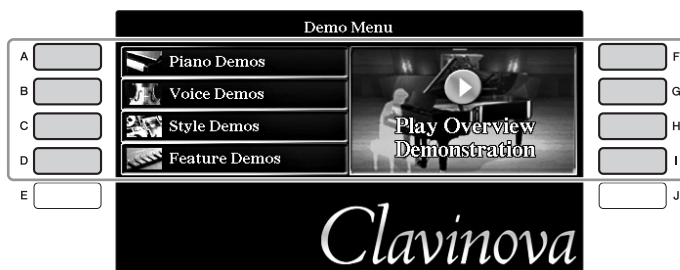 Demo Menu
A
Piano Demos
F
B
Voice Demos
G
C
Style Demos
Play Overview
H
D
Feature Demos
Demonstration
I
E
J
Clavinova